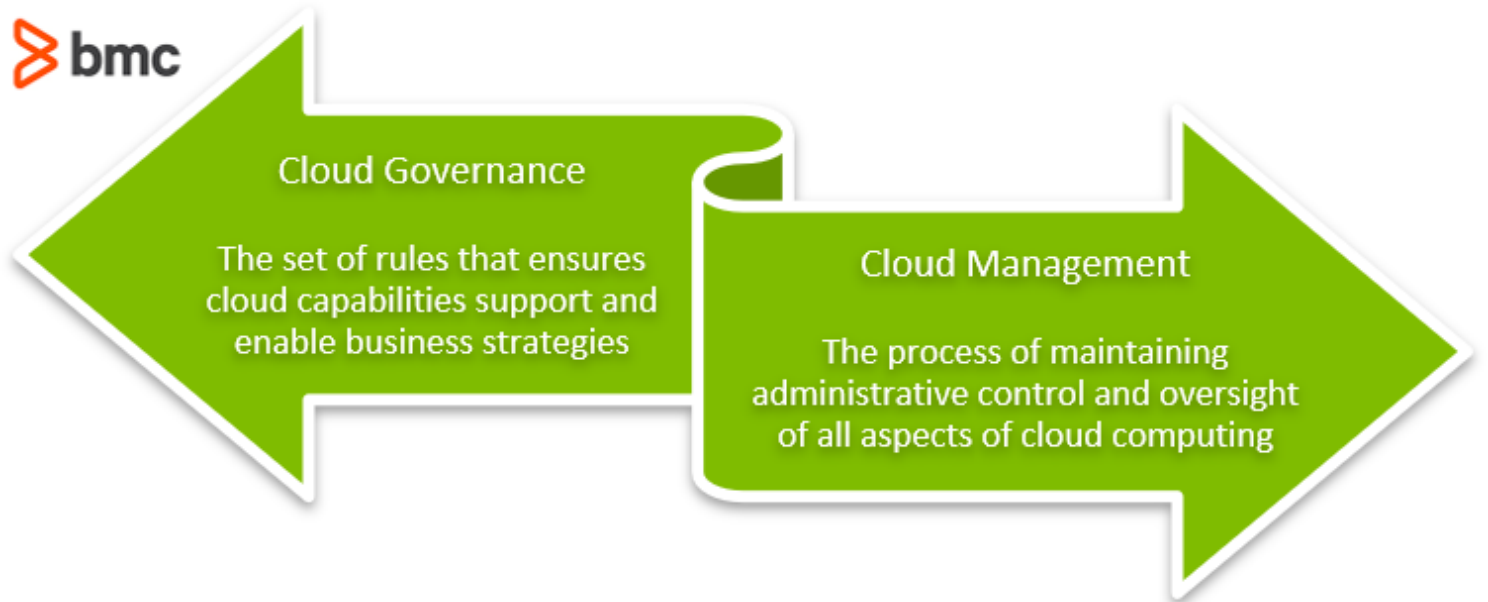 bmc
Cloud Governance
The set of rules that ensures
cloud capabilities support and
enable business strategies
Cloud Management
The process of maintaining
administrative control and oversight
of all aspects of cloud computing